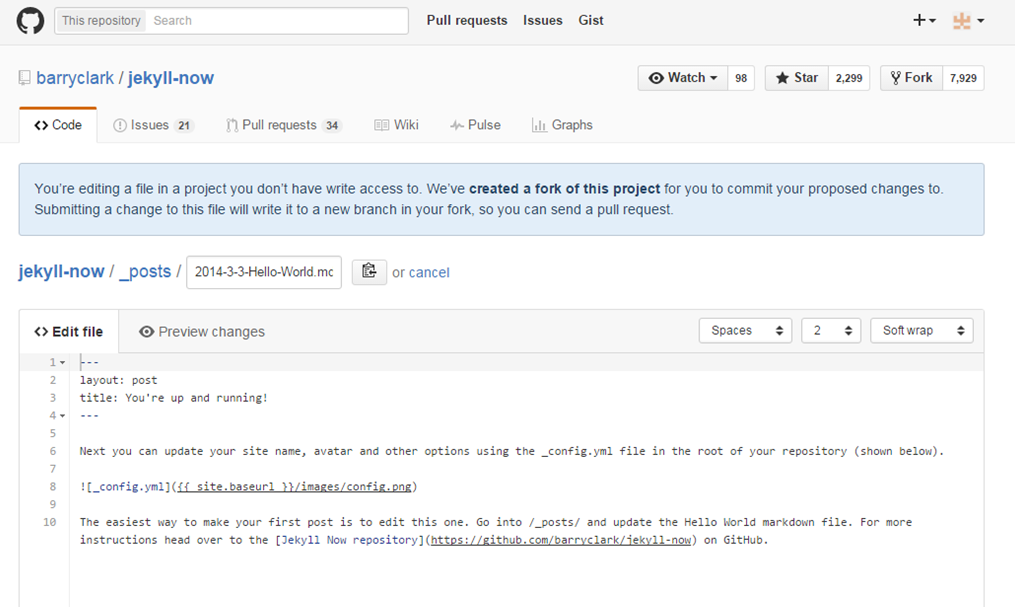 This repository Search Pull requests Issues Gist
barryclark / jekyll-now Watch 98 Star 2,299 Fork 7,929
Code Issues 21 Pull requests 34 Wiki Pulse Graphs
You're editing a file in a project you don't have write access to. We've created a fork of this project for you to commit your proposed changes to.
Submitting a change to this file will write it to a new branch in your fork, so you can send a pull request.
jekyll-now / _posts / 2014-3-3-Hello-World.mc or cancel
Edit file Preview changes Spaces 2 Soft wrap
1 ---
2 layout: post
3 title: You're up and running!
4 ---
5
6 Next you can update your site name, avatar and other options using the _config.yml file in the root of your repository (shown below).
7
8 ![_config.yml]({{ site.baseurl }}/images/config.png)
9
10 The easiest way to make your first post is to edit this one. Go into /_posts/ and update the Hello World markdown file. For more
instructions head over to the [Jekyll Now repository](https://github.com/barryclark/jekyll-now) on GitHub.